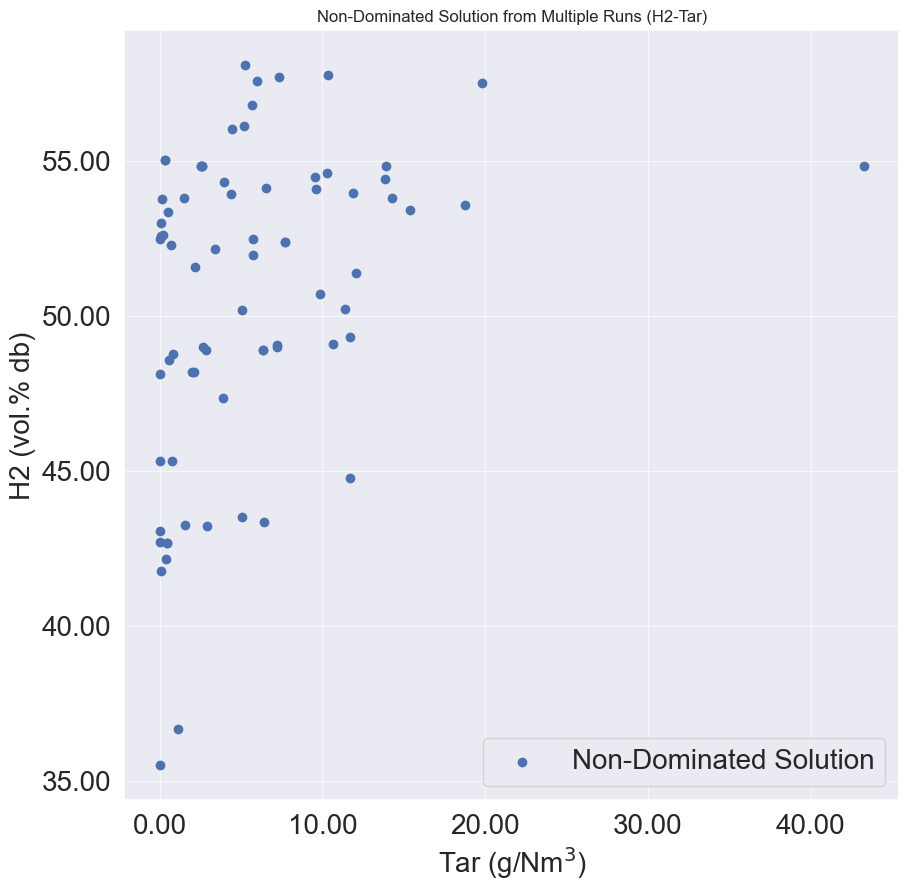 Non-Dominated Solution from Multiple Runs (H2-Tar)
55.00
50.00
45.00
40.00
35.00
H2 (vol.% db)
Non-Dominated Solution
0.00 10.00 20.00 30.00 40.00
Tar (g/Nm³)